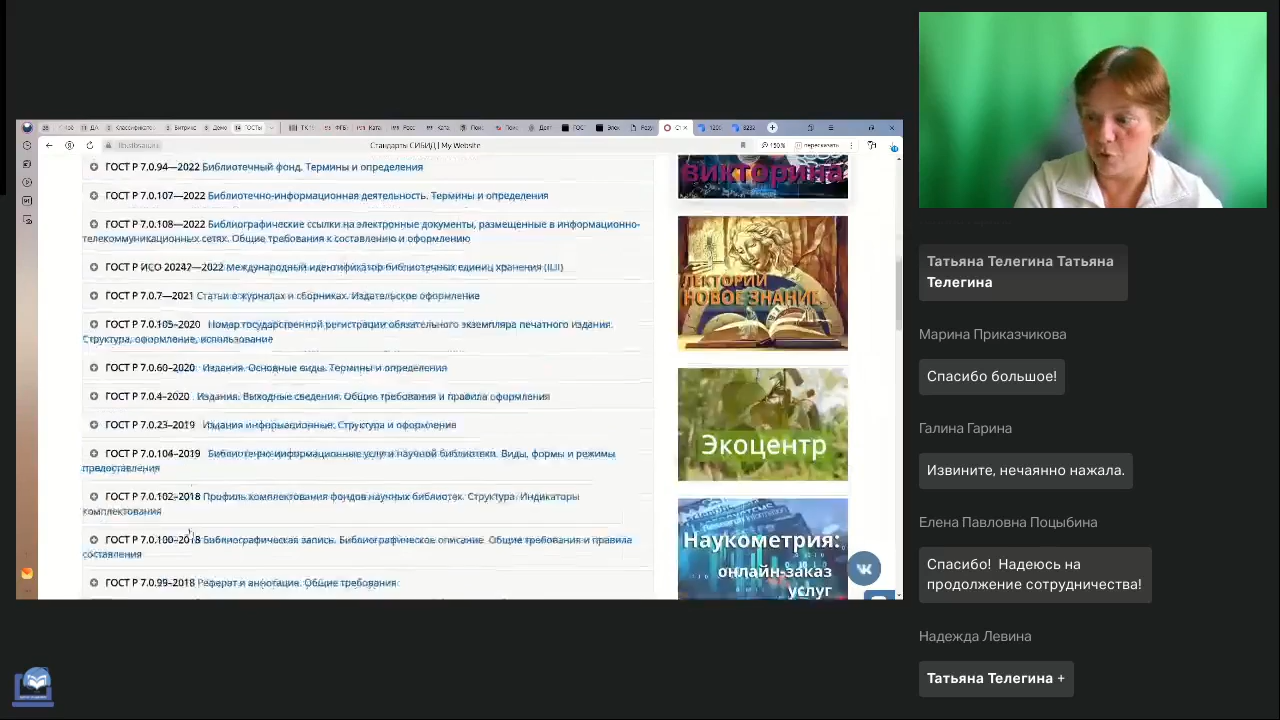 Стандарты СИБИД | My Website
150%
пересказать
ГОСТ Р 7.0.94—2022 Библиотечный фонд. Термины и определения
ГОСТ Р 7.0.107—2022 Библиотечно-информационная деятельность. Термины и определения
ГОСТ Р 7.0.108—2022 Библиографические ссылки на электронные документы, размещенные в информационно-
телекоммуникационных сетях. Общие требования к составлению и оформлению
ГОСТ Р ИСО 20247—2022 Международный идентификатор библиотечных единиц хранения (ILII)
ГОСТ Р 7.0.7—2021 Статьи в журналах и сборниках. Издательское оформление
ГОСТ Р 7.0.105–2020 Номер государственной регистрации обязательного экземпляра печатного издания.
Структура, оформление, использование
ГОСТ Р 7.0.60–2020 Издания. Основные виды. Термины и определения
ГОСТ Р 7.0.4–2020 Издания. Выходные сведения. Общие требования и правила оформления
ГОСТ Р 7.0.23–2019 Издания информационные. Структура и оформление
ГОСТ Р 7.0.104–2019 Библиотечно-информационные услуги научной библиотеки. Виды, формы и режимы
предоставления
ГОСТ Р 7.0.102–2018 Профиль комплектования фондов научных библиотек. Структура. Индикаторы
комплектования
ГОСТ Р 7.0.100–2018 Библиографическая запись. Библиографическое описание. Общие требования и правила
составления
ГОСТ Р 7.0.99–2018 Реферат и аннотация. Общие требования
викторина
ЛЕКТОРИЙ
НОВОЕ ЗНАНИЕ
Экоцентр
Наукометрия:
онлайн-заказ
услуг
Татьяна Телегина Татьяна
Телегина
Марина Приказчикова
Спасибо большое!
Галина Гарина
Извините, нечаянно нажала.
Елена Павловна Поцыбина
Спасибо! Надеюсь на
продолжение сотрудничества!
Надежда Левина
Татьяна Телегина +